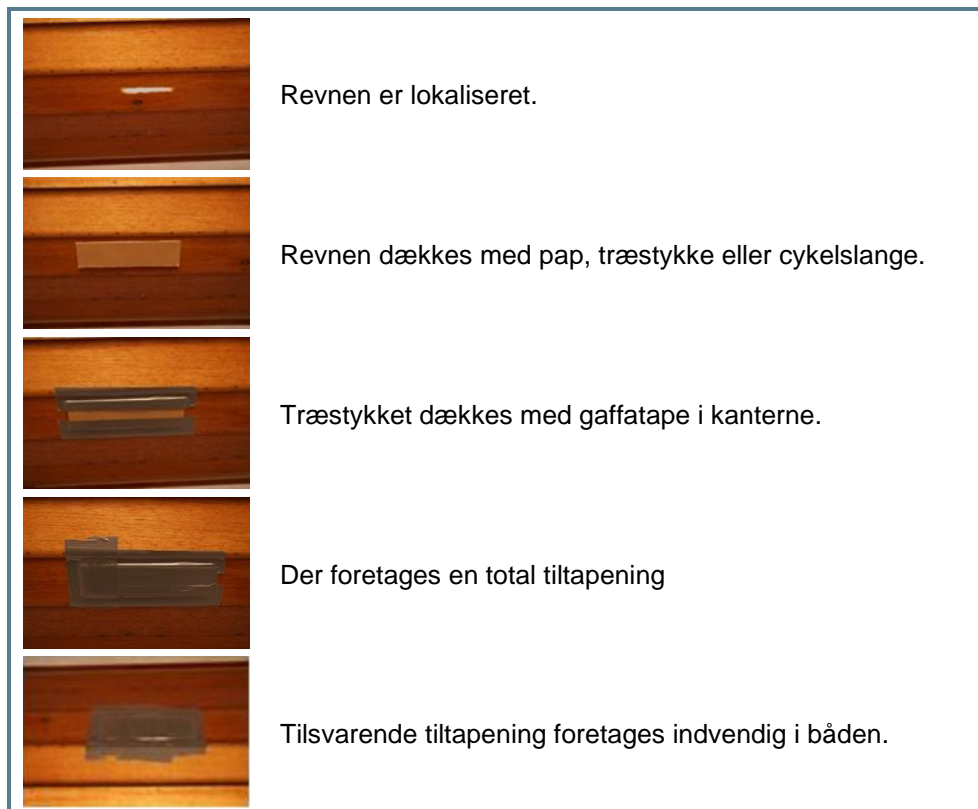 Revnen er lokaliseret.
Revnen dækkes med pap, træstykke eller cykelslange.
Træstykket dækkes med gaffatape i kanterne.
Der foretages en total tiltapening
Tilsvarende tiltapening foretages indvendig i båden.